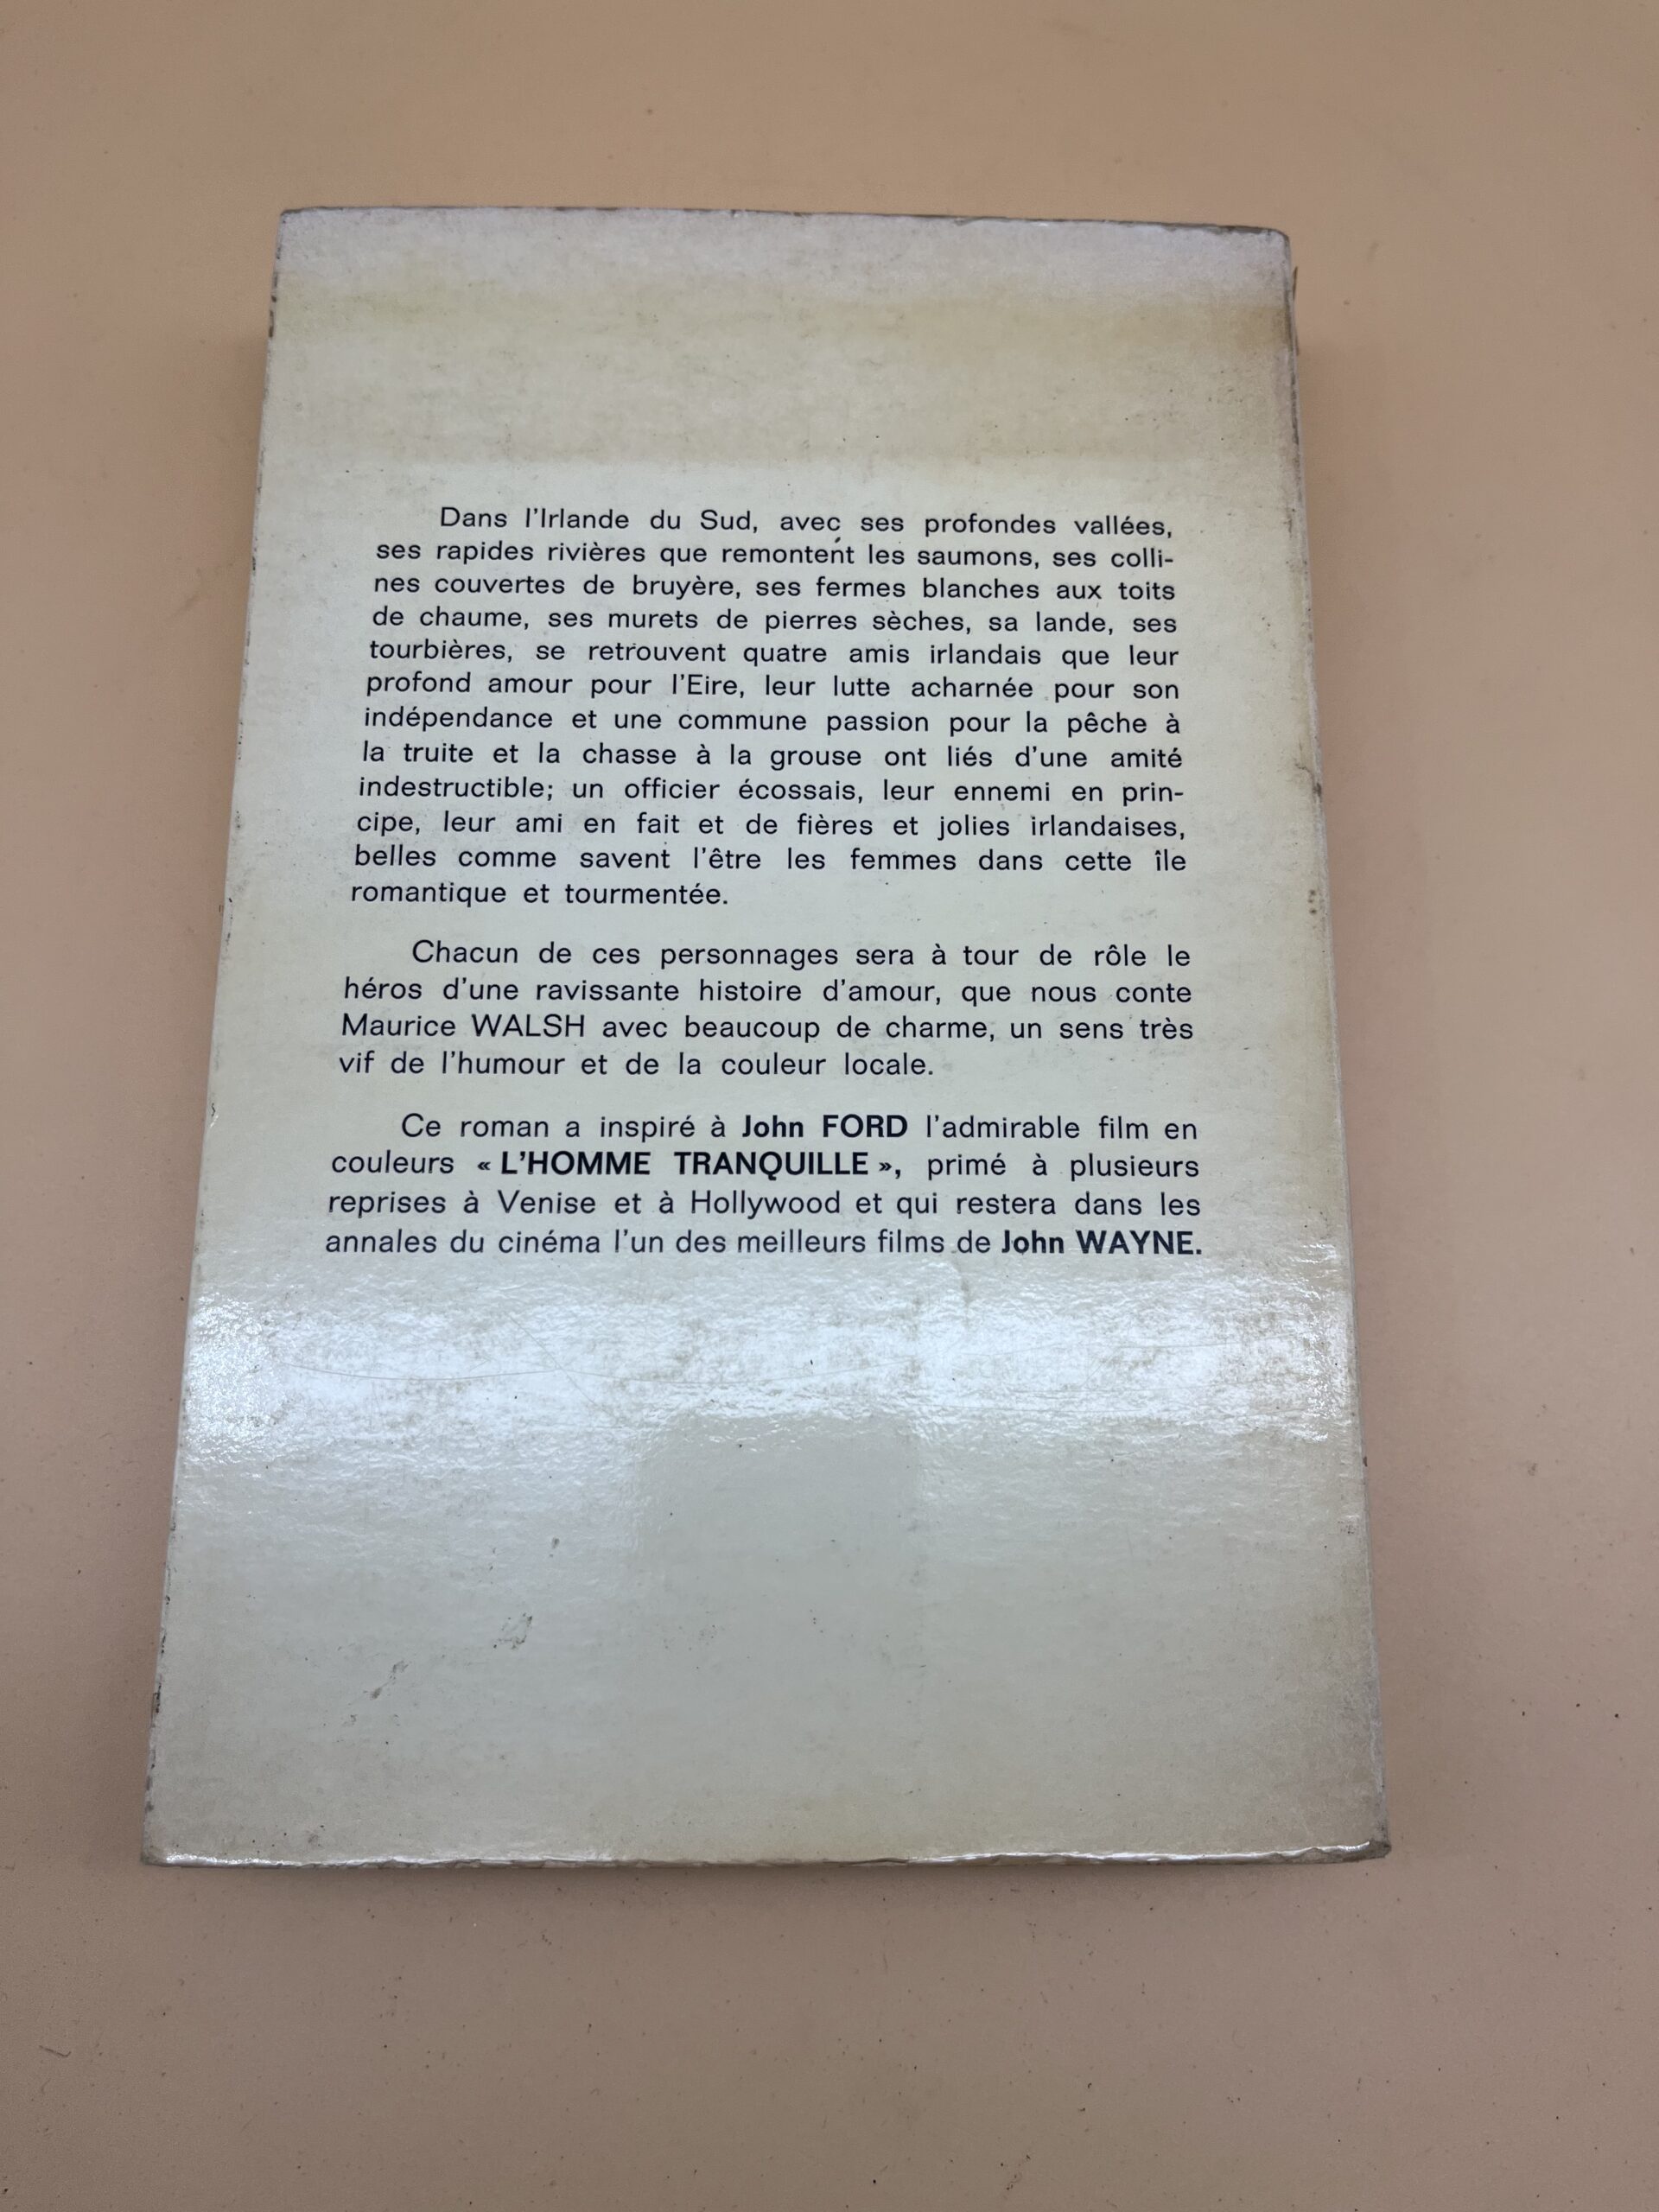 Dans l'Irlande du Sud, avec ses profondes vallées,
ses rapides rivières que remontent les saumons, ses colli-
nes couvertes de bruyère, ses fermes blanches aux toits
de chaume, ses murets de pierres sèches, sa lande, ses
tourbières, se retrouvent quatre amis irlandais que leur
profond amour pour l'Eire, leur lutte acharnée pour son
indépendance et une commune passion pour la pêche à
la truite et la chasse à la grouse ont liés d'une amité
indestructible; un officier écossais, leur ennemi en prin-
cipe, leur ami en fait et de fières et jolies irlandaises,
belles comme savent l'être les femmes dans cette île
romantique et tourmentée.
Chacun de ces personnages sera à tour de rôle le
héros d'une ravissante histoire d'amour, que nous conte
Maurice WALSH avec beaucoup de charme, un sens très
vif de l'humour et de la couleur locale.
Ce roman a inspiré à John FORD l'admirable film en
couleurs « L'HOMME TRANQUILLE », primé à plusieurs
reprises à Venise et à Hollywood et qui restera dans les
annales du cinéma l'un des meilleurs films de John WAYNE.